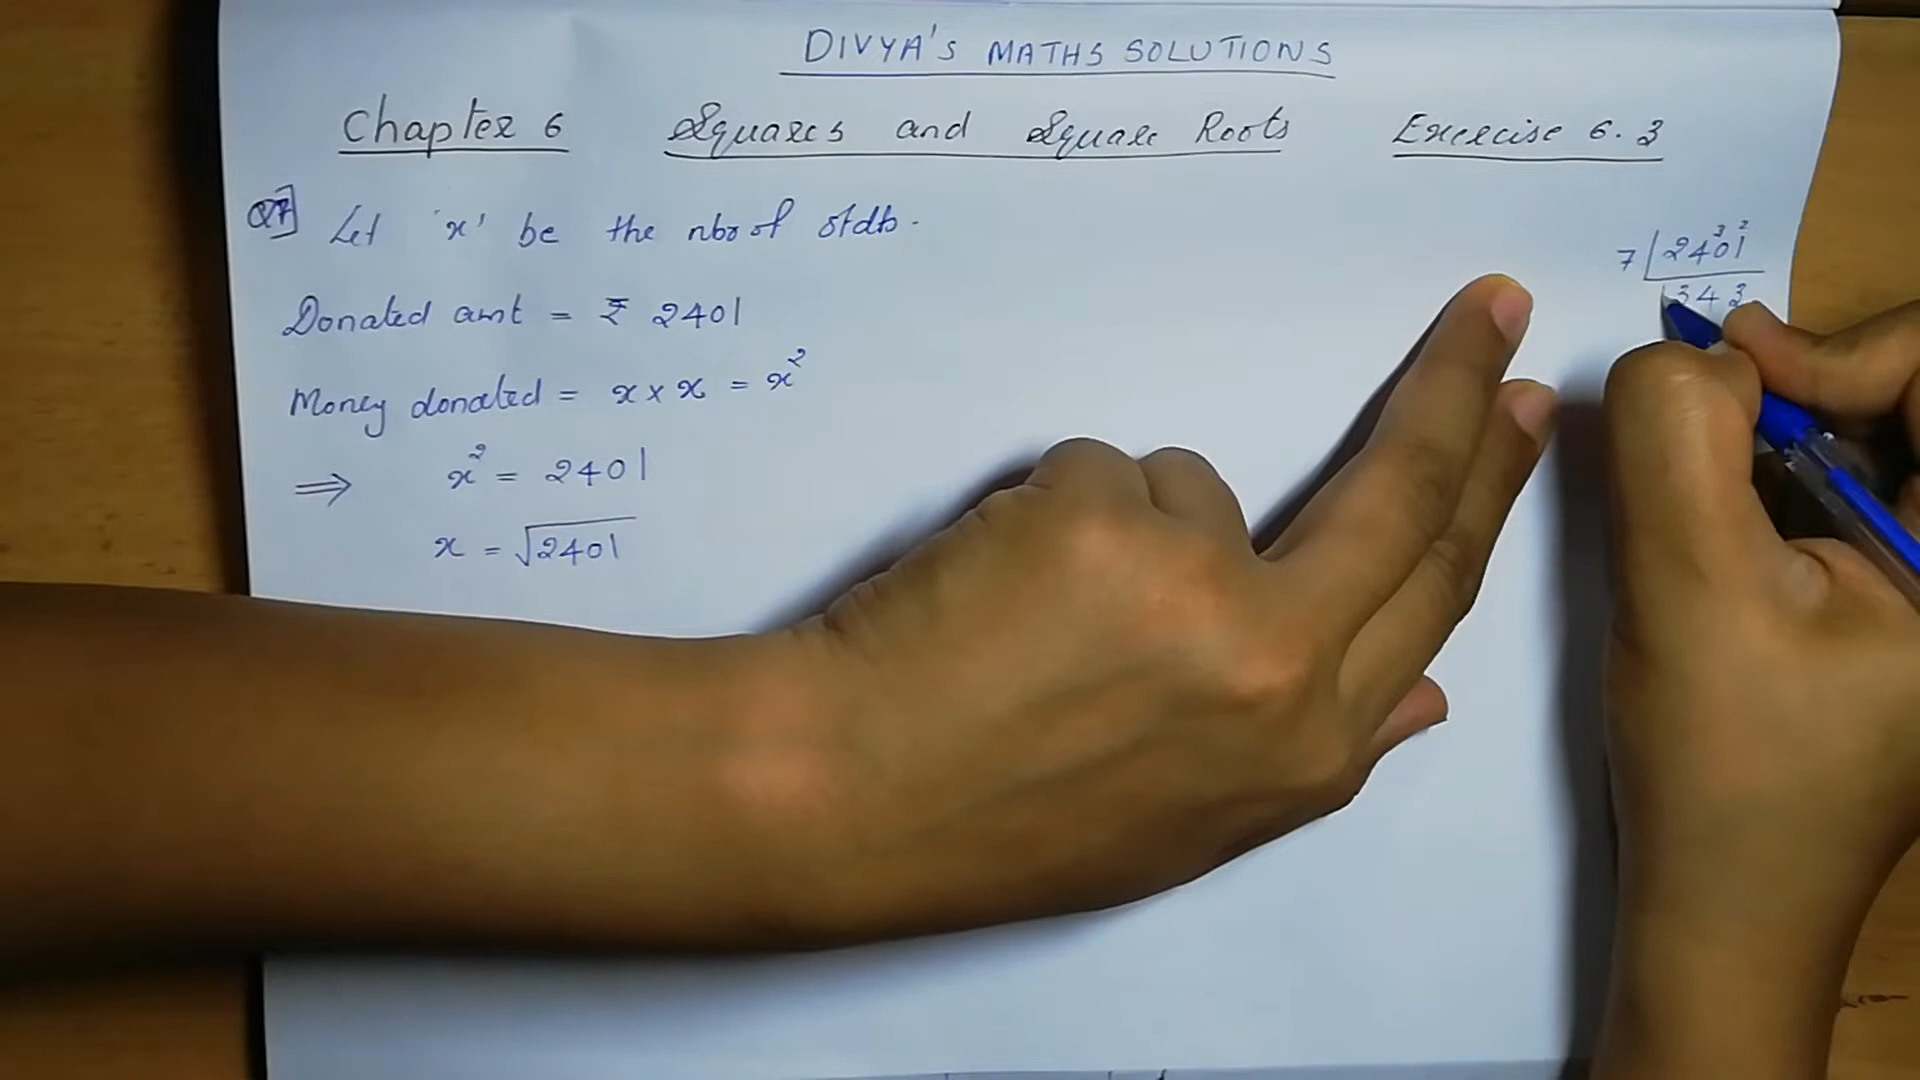 DIVYA'S MATHS SOLUTIONS
Chapter 6 Squares and Square Roots Exercise 6.3
Q7] Let 'x' be the nbr of stdts.
Donated amt = ₹ 2401
Money donated = x × x = x²
⇒ x² = 2401
x = √2401
7 | 24³0²1
343